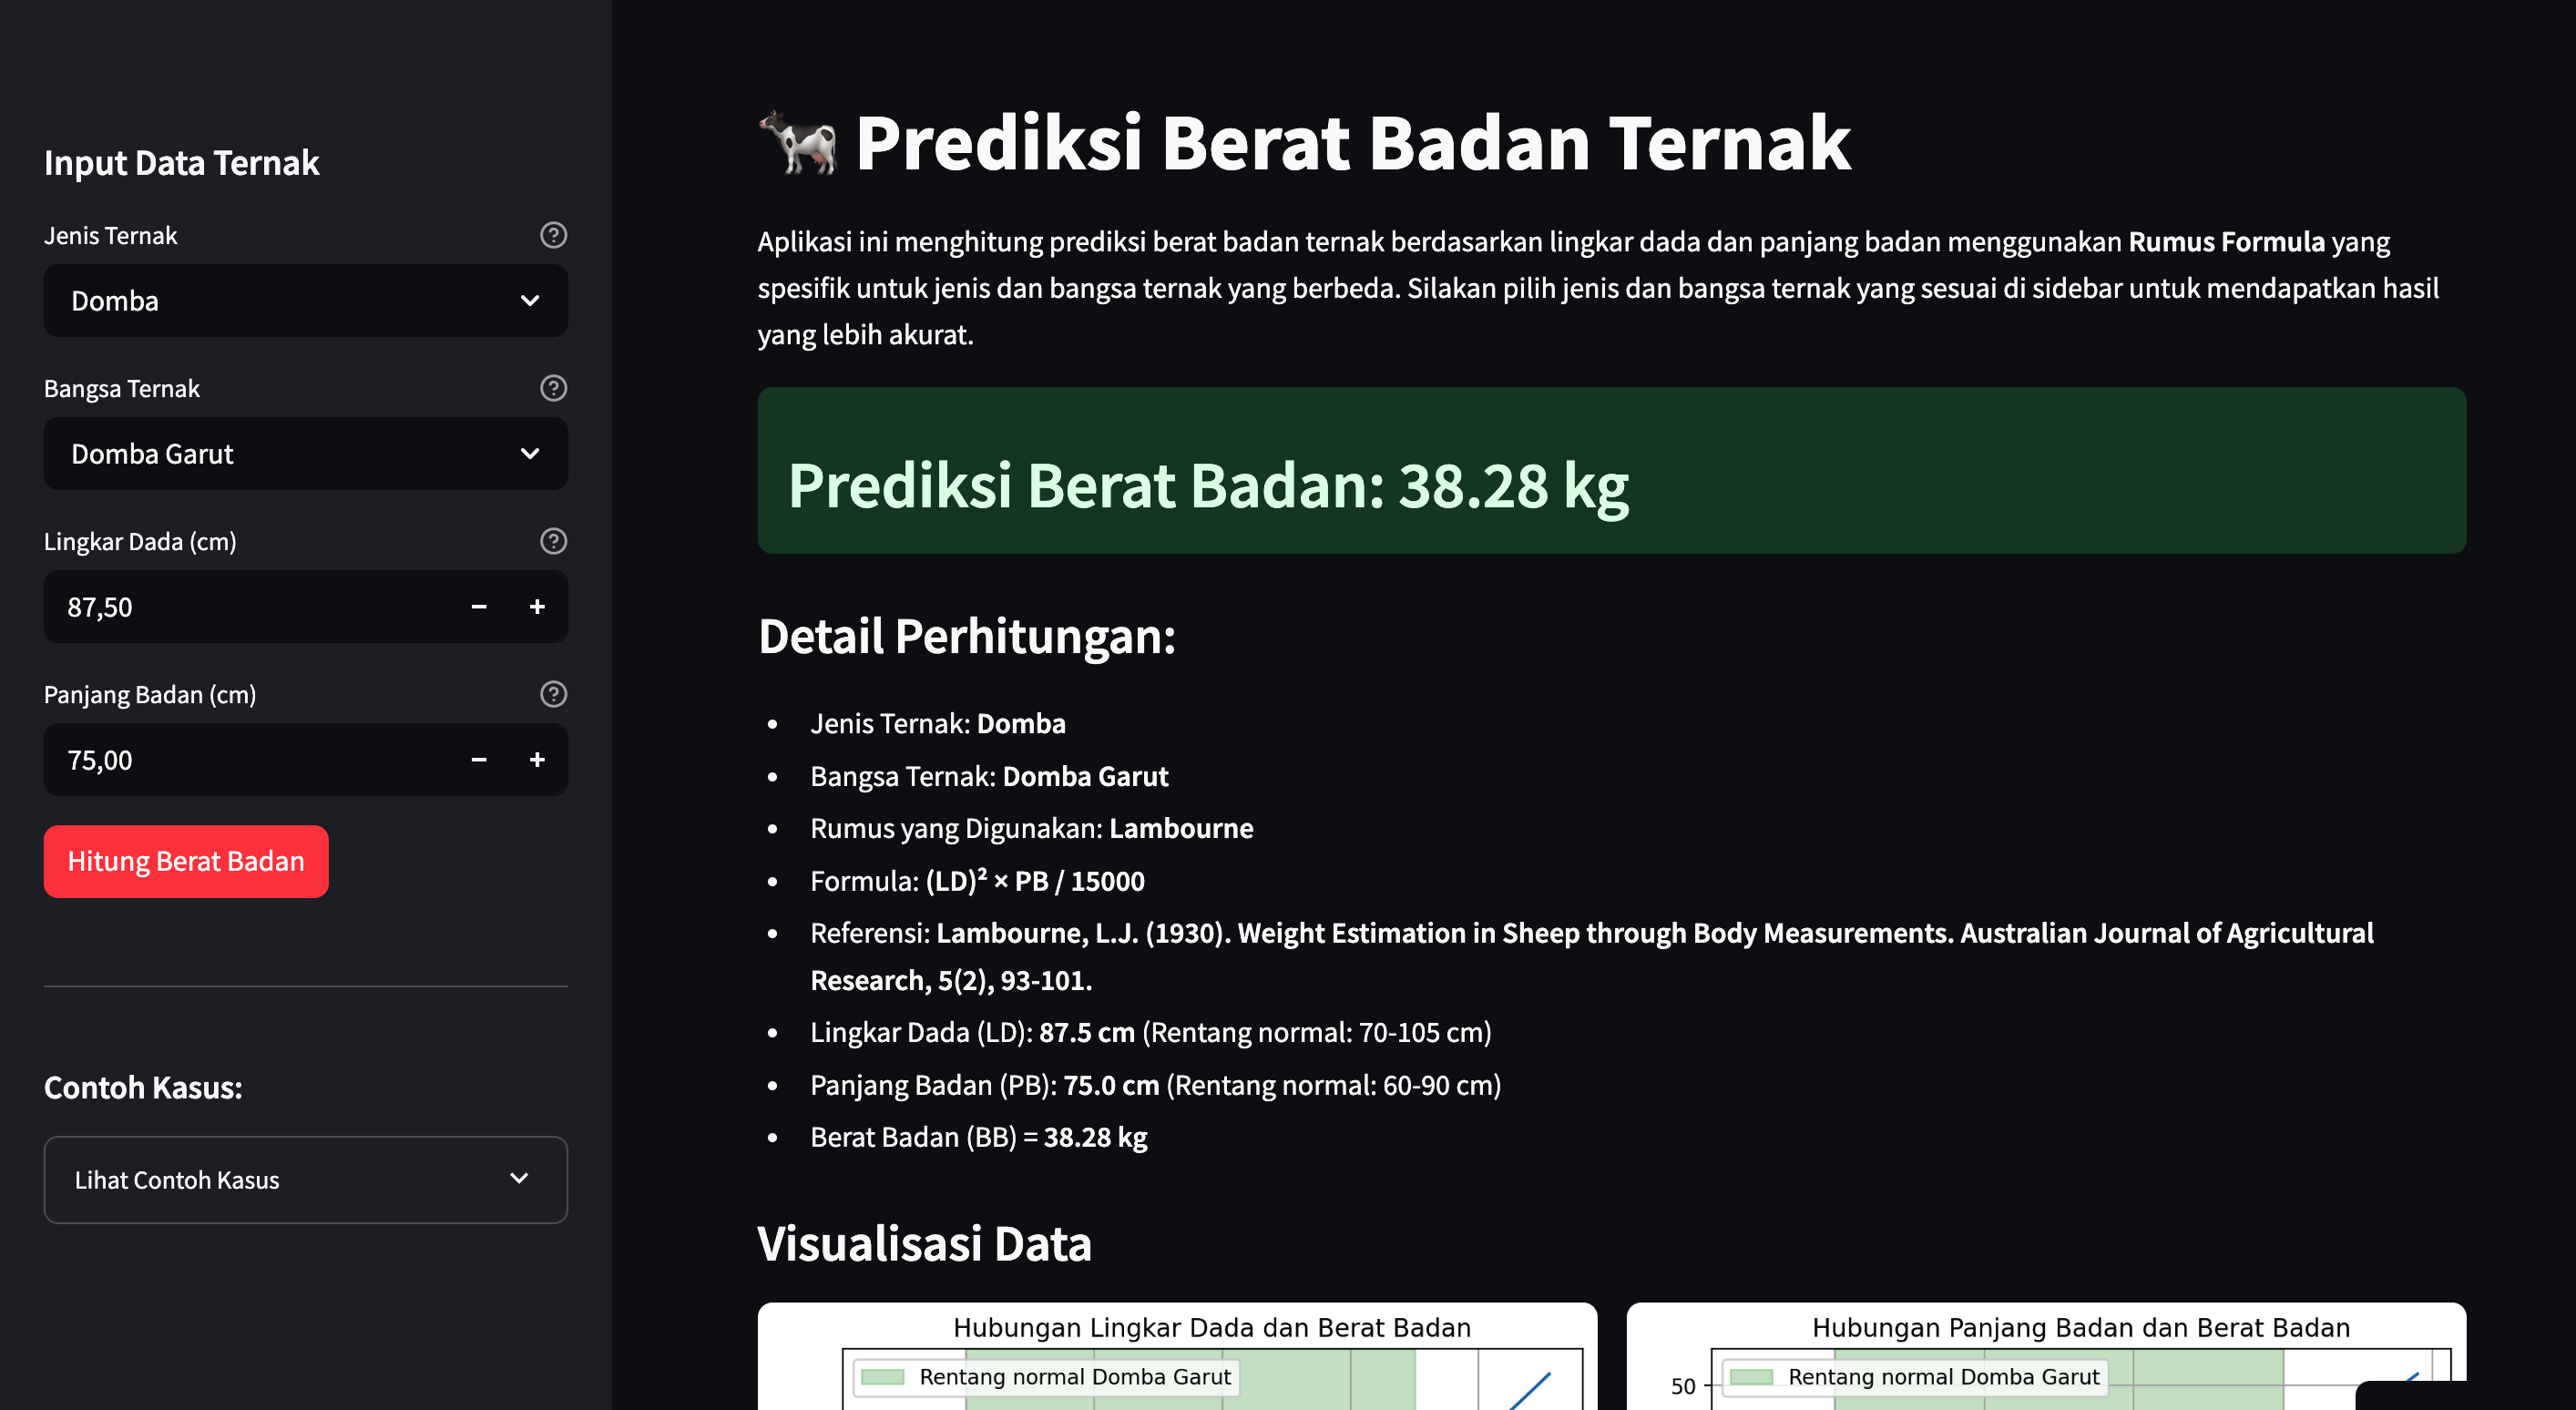 Input Data Ternak
Jenis Ternak
Domba
Bangsa Ternak
Domba Garut
Lingkar Dada (cm)
87,50
Panjang Badan (cm)
75,00
Hitung Berat Badan
Contoh Kasus:
Lihat Contoh Kasus
Prediksi Berat Badan Ternak
Aplikasi ini menghitung prediksi berat badan ternak berdasarkan lingkar dada dan panjang badan menggunakan Rumus Formula yang
spesifik untuk jenis dan bangsa ternak yang berbeda. Silakan pilih jenis dan bangsa ternak yang sesuai di sidebar untuk mendapatkan hasil
yang lebih akurat.
Prediksi Berat Badan: 38.28 kg
Detail Perhitungan:
• Jenis Ternak: Domba
• Bangsa Ternak: Domba Garut
• Rumus yang Digunakan: Lambourne
• Formula: (LD)² × PB / 15000
• Referensi: Lambourne, L.J. (1930). Weight Estimation in Sheep through Body Measurements. Australian Journal of Agricultural
Research, 5(2), 93-101.
• Lingkar Dada (LD): 87.5 cm (Rentang normal: 70-105 cm)
• Panjang Badan (PB): 75.0 cm (Rentang normal: 60-90 cm)
• Berat Badan (BB) = 38.28 kg
Visualisasi Data
Hubungan Lingkar Dada dan Berat Badan
Rentang normal Domba Garut
Hubungan Panjang Badan dan Berat Badan
50
Rentang normal Domba Garut